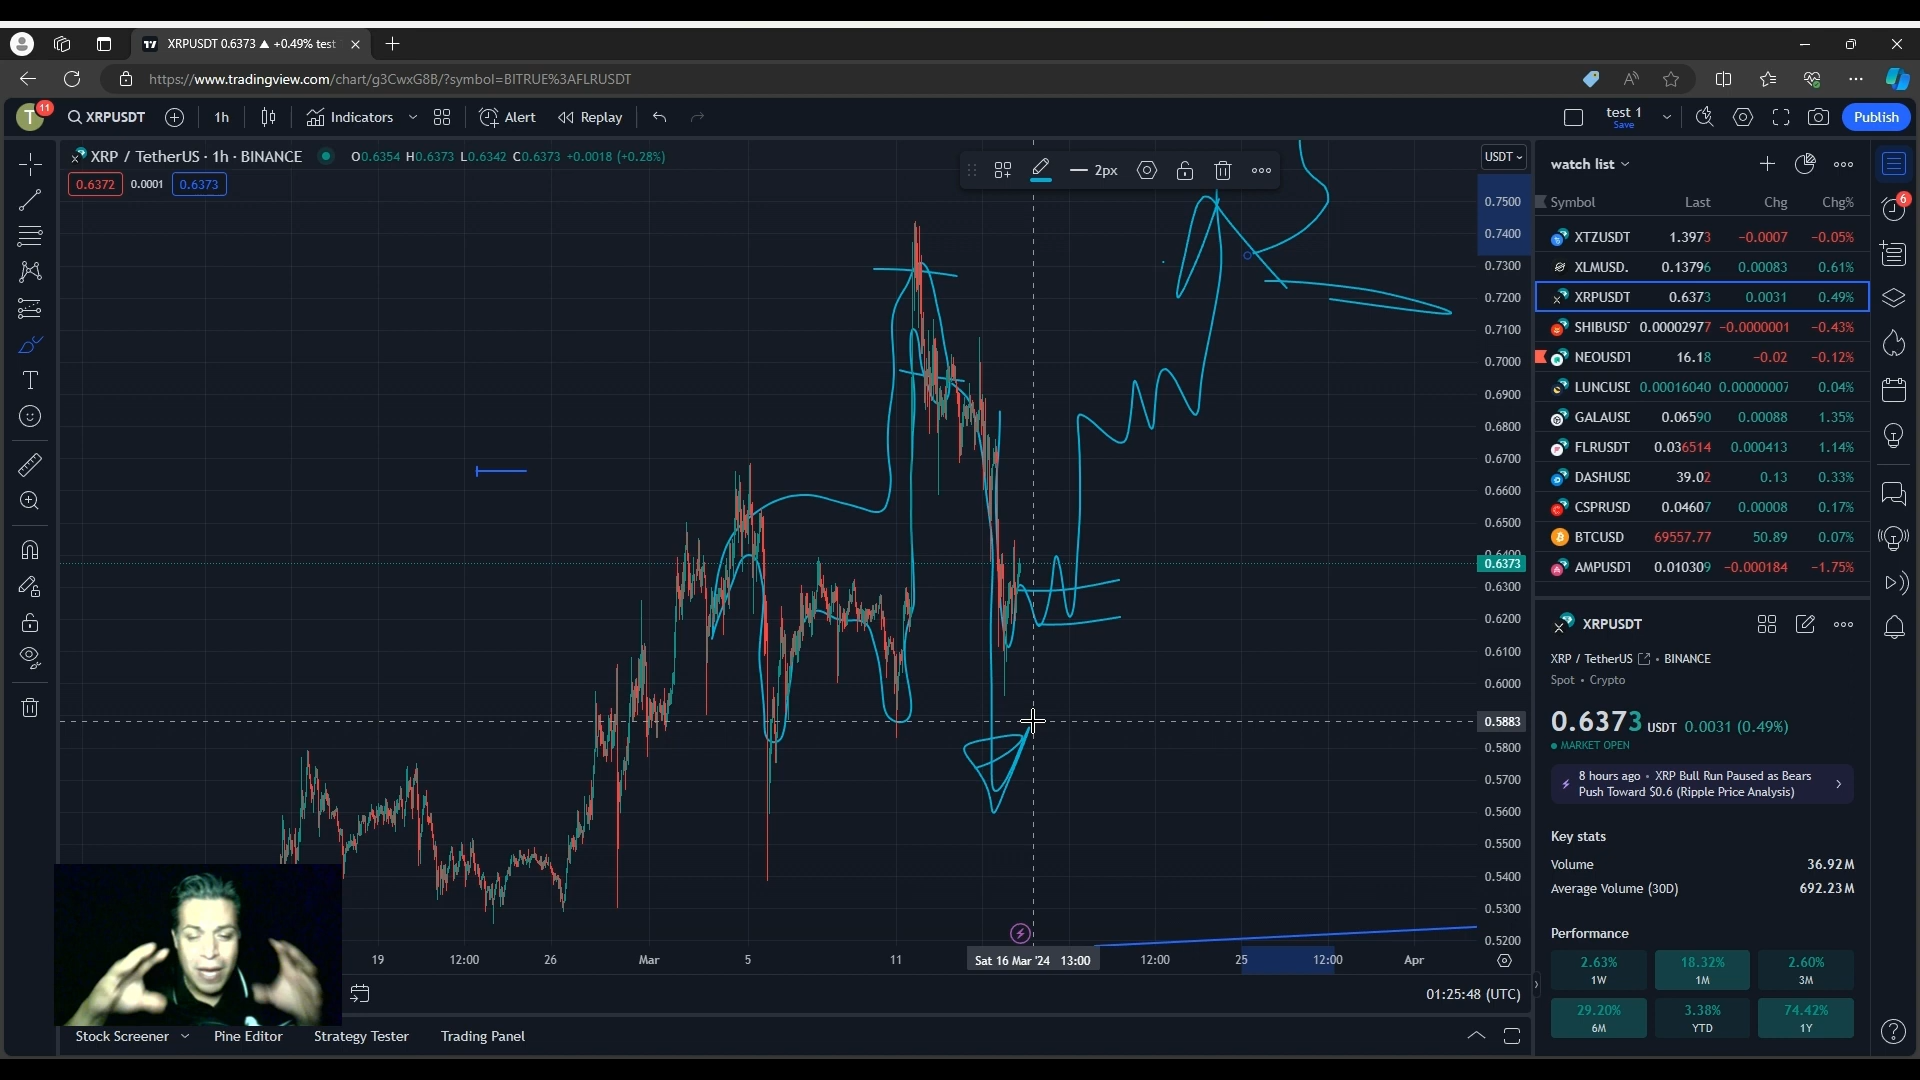 XRPUSDT 0.6373 ▲ +0.49% test
https://www.tradingview.com/chart/g3CwxG8B/?symbol=BITRUE%3AFLRUSDT
T 11 XRPUSDT 1h Indicators Alert Replay test 1 Save Publish
XRP / TetherUS · 1h · BINANCE O0.6354 H0.6373 L0.6342 C0.6373 +0.0018 (+0.28%)
0.6372 0.0001 0.6373
2px
USDT
0.7500
0.7400
0.7300
0.7200
0.7100
0.7000
0.6900
0.6800
0.6700
0.6600
0.6500
0.6400
0.6373
0.6300
0.6200
0.6100
0.6000
0.5883
0.5800
0.5700
0.5600
0.5500
0.5400
0.5300
0.5200
19 12:00 26 Mar 5 11 Sat 16 Mar '24 13:00 12:00 25 12:00 Apr
01:25:48 (UTC)
Stock Screener Pine Editor Strategy Tester Trading Panel
watch list
Symbol Last Chg Chg%
XTZUSDT 1.3973 -0.0007 -0.05%
XLMUSD. 0.13796 0.00083 0.61%
XRPUSDT 0.6373 0.0031 0.49%
SHIBUSD 0.00002977 -0.0000001 -0.43%
NEOUSDT 16.18 -0.02 -0.12%
LUNCUSD 0.00016040 0.00000007 0.04%
GALAUSD 0.06590 0.00088 1.35%
FLRUSDT 0.036514 0.000413 1.14%
DASHUSD 39.02 0.13 0.33%
CSPRUSD 0.04607 0.00008 0.17%
BTCUSD 69557.77 50.89 0.07%
AMPUSDT 0.010309 -0.000184 -1.75%
6
XRPUSDT
XRP / TetherUS • BINANCE
Spot • Crypto
0.6373 USDT 0.0031 (0.49%)
MARKET OPEN
8 hours ago • XRP Bull Run Paused as Bears
Push Toward $0.6 (Ripple Price Analysis)
Key stats
Volume 36.92M
Average Volume (30D) 692.23M
Performance
2.63% 18.32% 2.60%
1W 1M 3M
29.20% 3.38% 74.42%
6M YTD 1Y